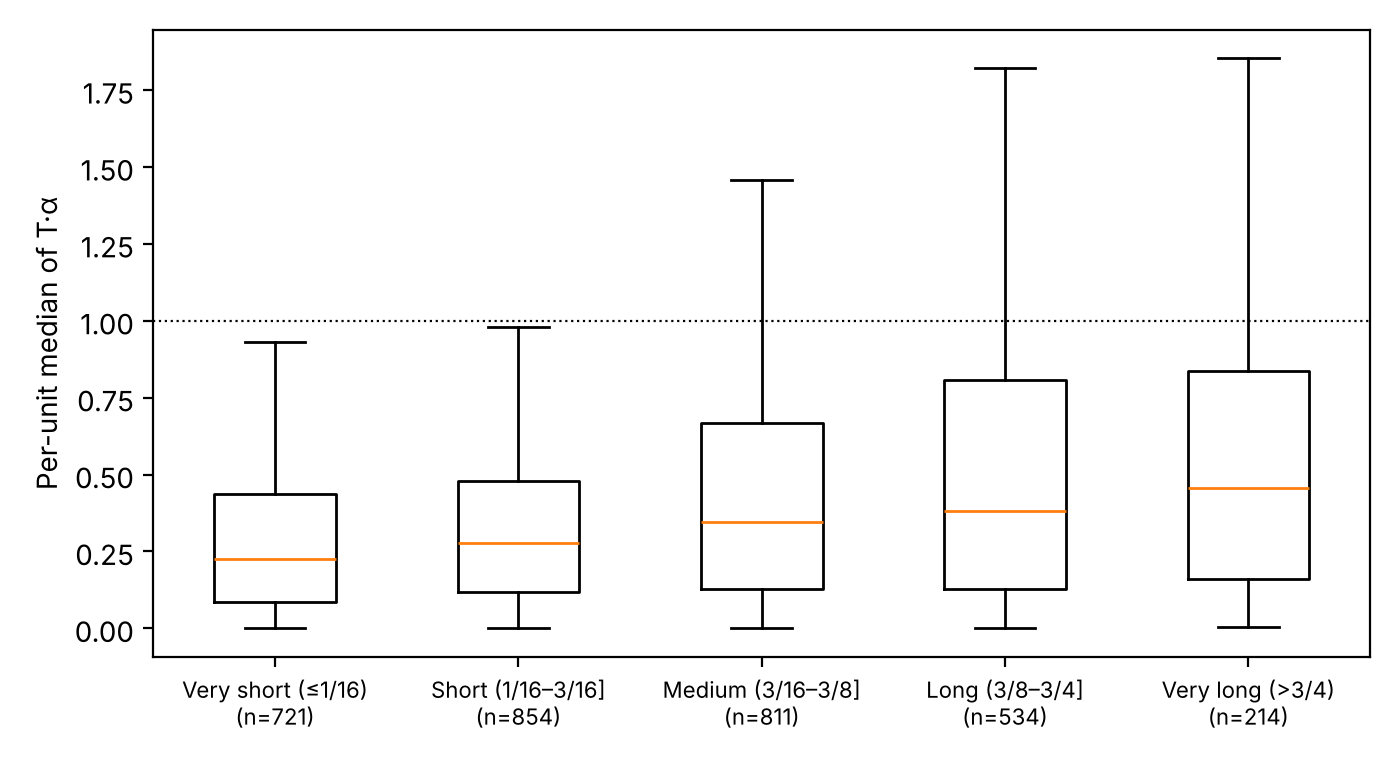 1.75
1.50
1.25
1.00
0.75
0.50
0.25
0.00
Per-unit median of T·α
Very short (≤1/16)
(n=721)
Short (1/16–3/16]
(n=854)
Medium (3/16–3/8]
(n=811)
Long (3/8–3/4]
(n=534)
Very long (>3/4)
(n=214)